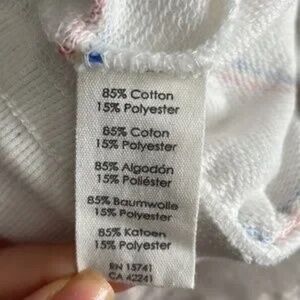 85% Cotton
15% Polyester
85% Coton
15% Polyester
85% Algodón
15% Poliéster
85% Baumwolle
15% Polyester
85% Katoen
15% Polyester
RN 15741
CA 42241